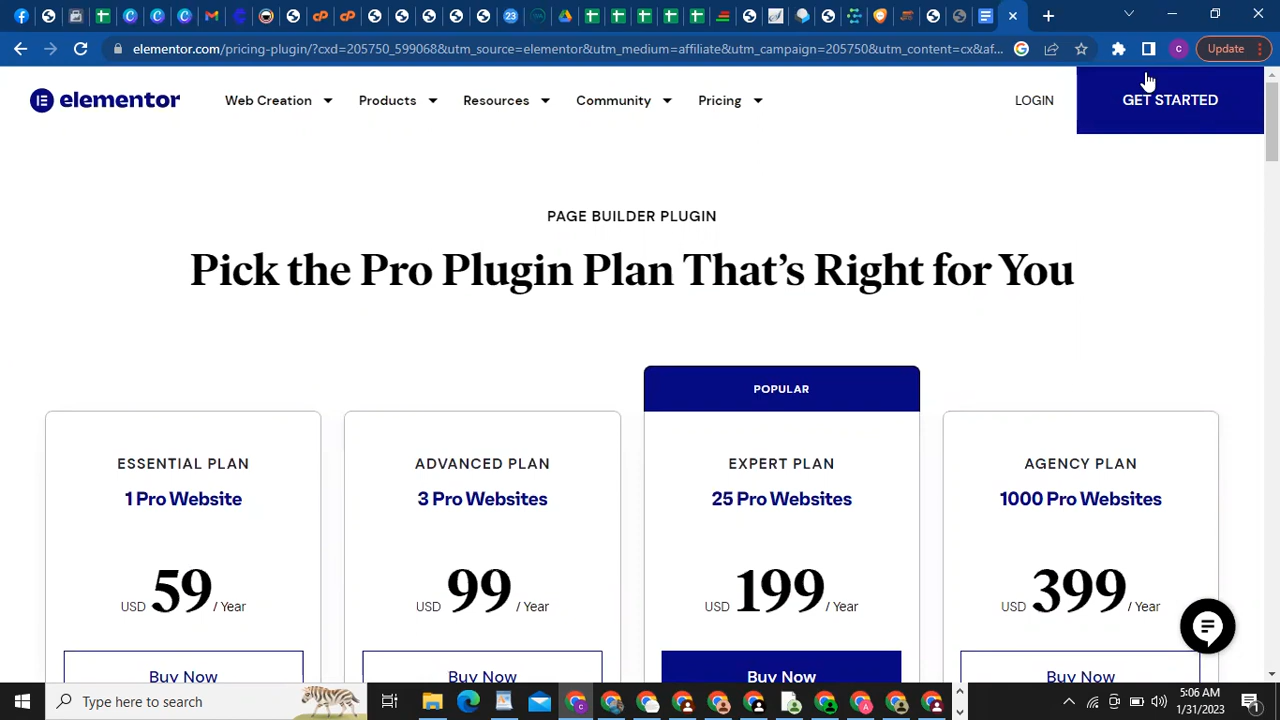 23
elementor.com/pricing-plugin/?cxd=205750_599068&utm_source=elementor&utm_medium=affiliate&utm_campaign=205750&utm_content=cx&af...
C
Update
elementor
Web Creation
Products
Resources
Community
Pricing
LOGIN
GET STARTED
PAGE BUILDER PLUGIN
Pick the Pro Plugin Plan That's Right for You
POPULAR
ESSENTIAL PLAN
1 Pro Website
USD 59 / Year
Buy Now
ADVANCED PLAN
3 Pro Websites
USD 99 / Year
Buy Now
EXPERT PLAN
25 Pro Websites
USD 199 / Year
Buy Now
AGENCY PLAN
1000 Pro Websites
USD 399 / Year
Buy Now
Type here to search
5:06 AM
1/31/2023